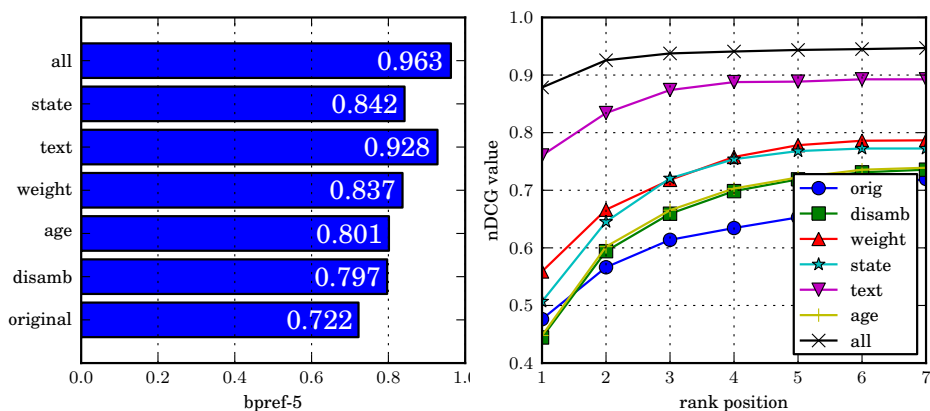 all
state
text
weight
age
disamb
original
0.963
0.842
0.928
0.837
0.801
0.797
0.722
0.0 0.2 0.4 0.6 0.8 1.0
bpref-5
nDCG value
1.0
0.9
0.8
0.7
0.6
0.5
0.4
orig
disamb
weight
state
text
age
all
1 2 3 4 5 6 7
rank position